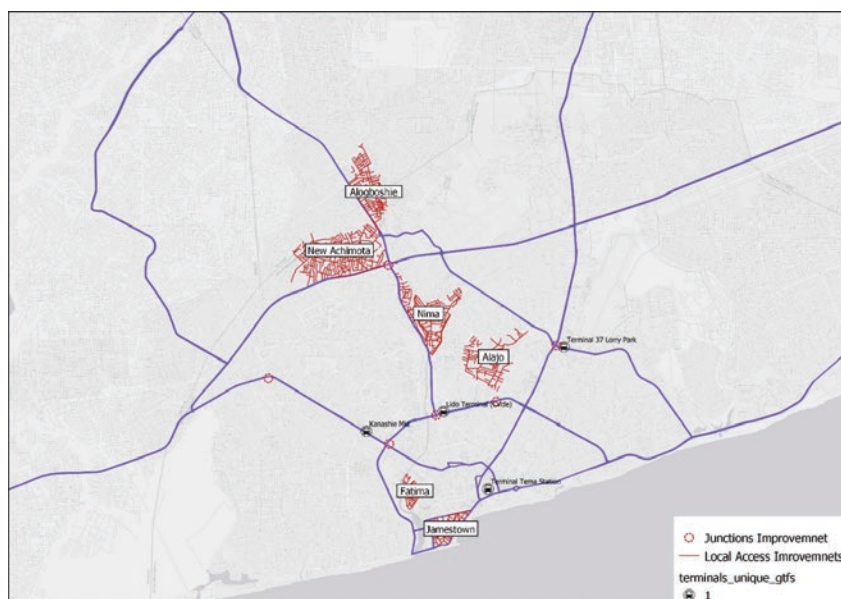 Alogboshie
New Achimota
Nima
Alajo
Terminal 37 Lorry Park
Lido Terminal (Circle)
Kanashie Mkt
Terminal Tema Station
Fatima
Jamestown
Junctions Improvemnet
Local Access Imrovemnets
terminals_unique_gtfs
1